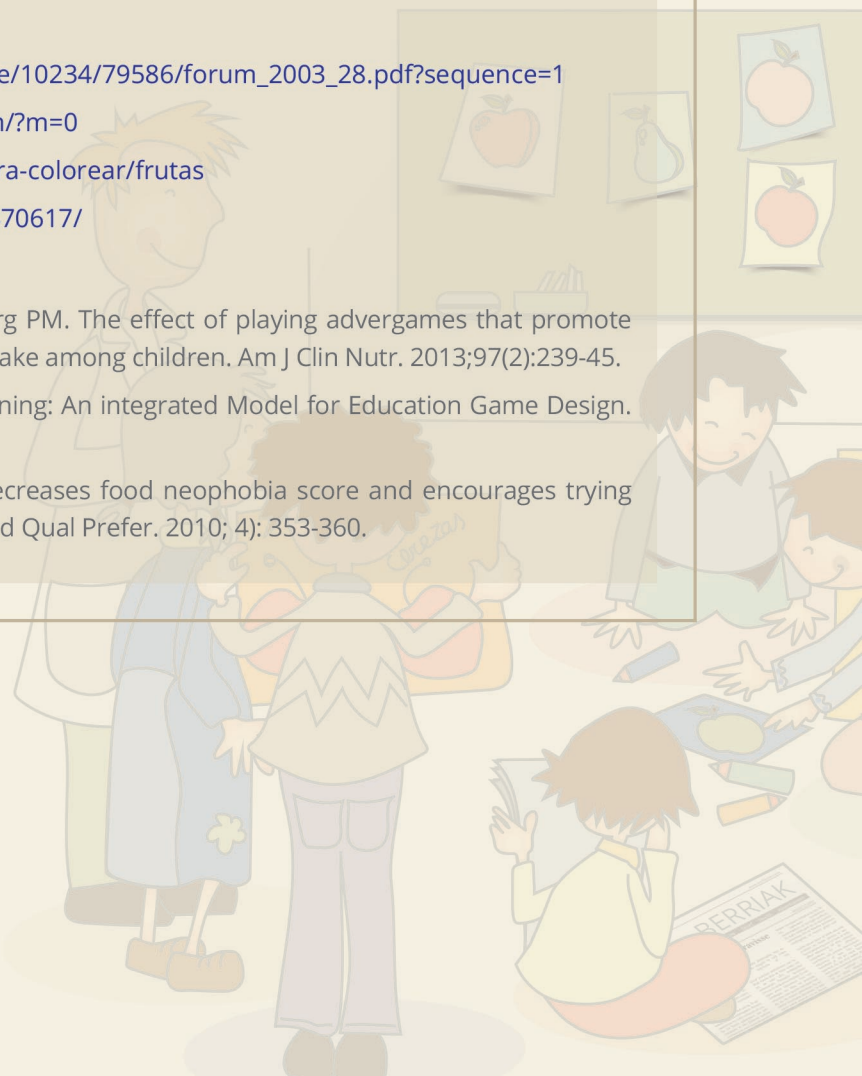 e/10234/79586/forum_2003_28.pdf?sequence=1
n/?m=0
ra-colorear/frutas
70617/
rg PM. The effect of playing advergames that promote
ake among children. Am J Clin Nutr. 2013;97(2):239-45.
ning: An integrated Model for Education Game Design.
ecreases food neophobia score and encourages trying
d Qual Prefer. 2010; 4): 353-360.
Cerezas
BERRIAK